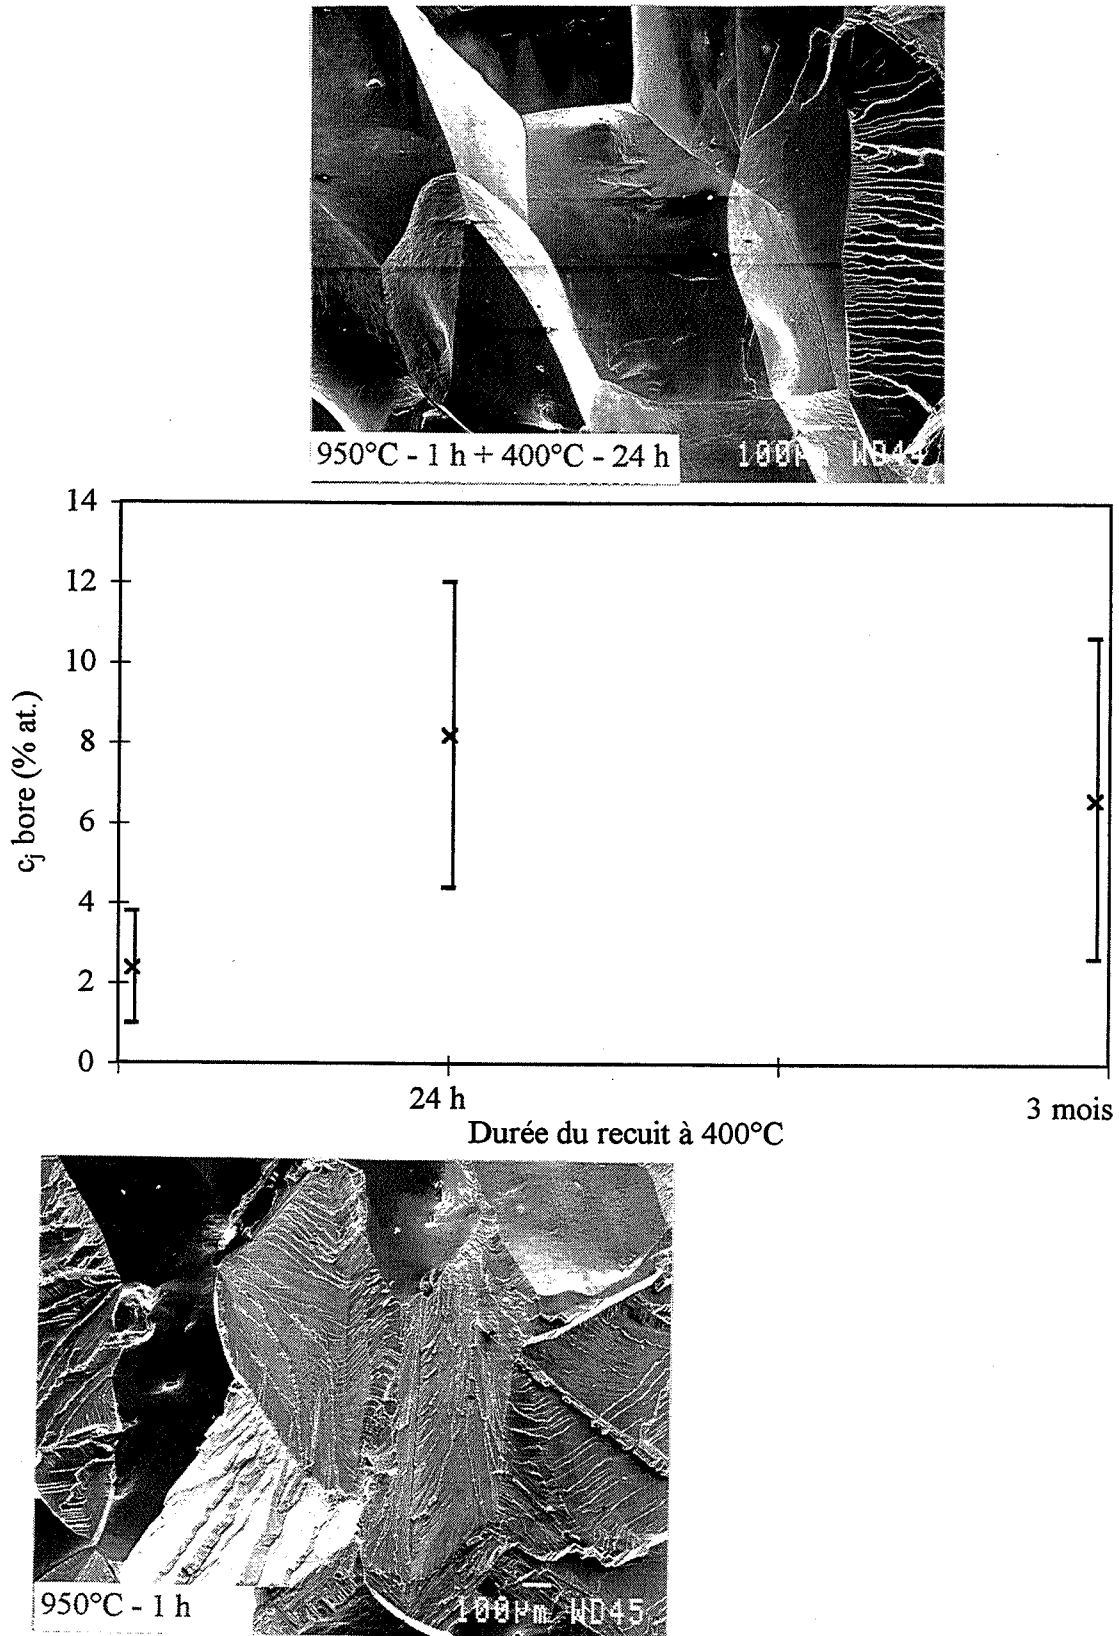 950°C - 1 h + 400°C - 24 h
14
12
10
8
6
4
2
0
c_j bore (% at.)
24 h
3 mois
Durée du recuit à 400°C
950°C - 1 h
100µm WD45